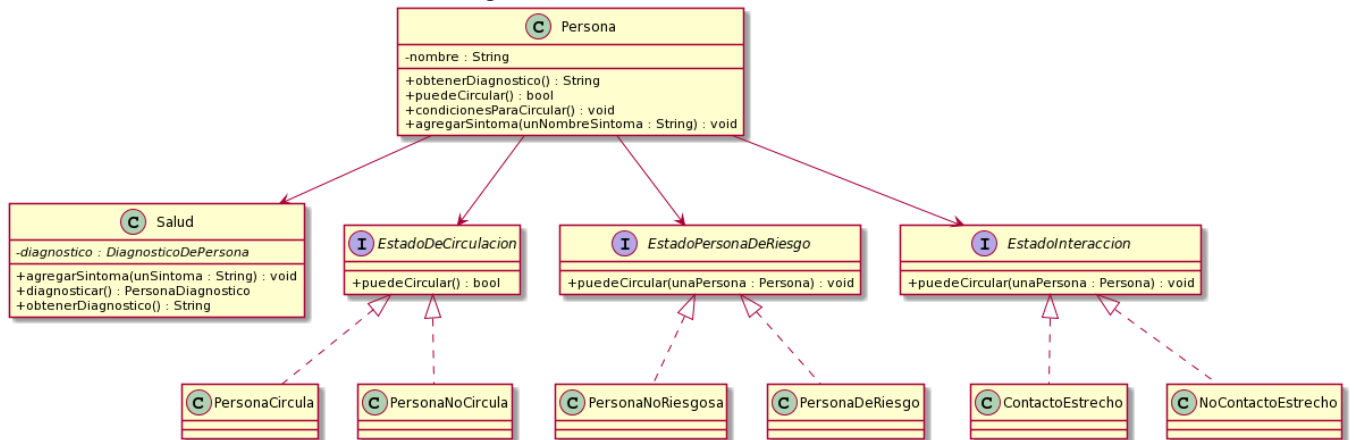 C Persona
-nombre : String
+obtenerDiagnostico() : String
+puedeCircular() : bool
+condicionesParaCircular() : void
+agregarSintoma(unNombreSintoma : String) : void
C Salud
-diagnostico : DiagnosticoDePersona
+agregarSintoma(unSintoma : String) : void
+diagnosticar() : PersonaDiagnostico
+obtenerDiagnostico() : String
I EstadoDeCirculacion
+puedeCircular() : bool
I EstadoPersonaDeRiesgo
+puedeCircular(unaPersona : Persona) : void
I EstadoInteraccion
+puedeCircular(unaPersona : Persona) : void
C PersonaCircula
C PersonaNoCircula
C PersonaNoRiesgosa
C PersonaDeRiesgo
C ContactoEstrecho
C NoContactoEstrecho